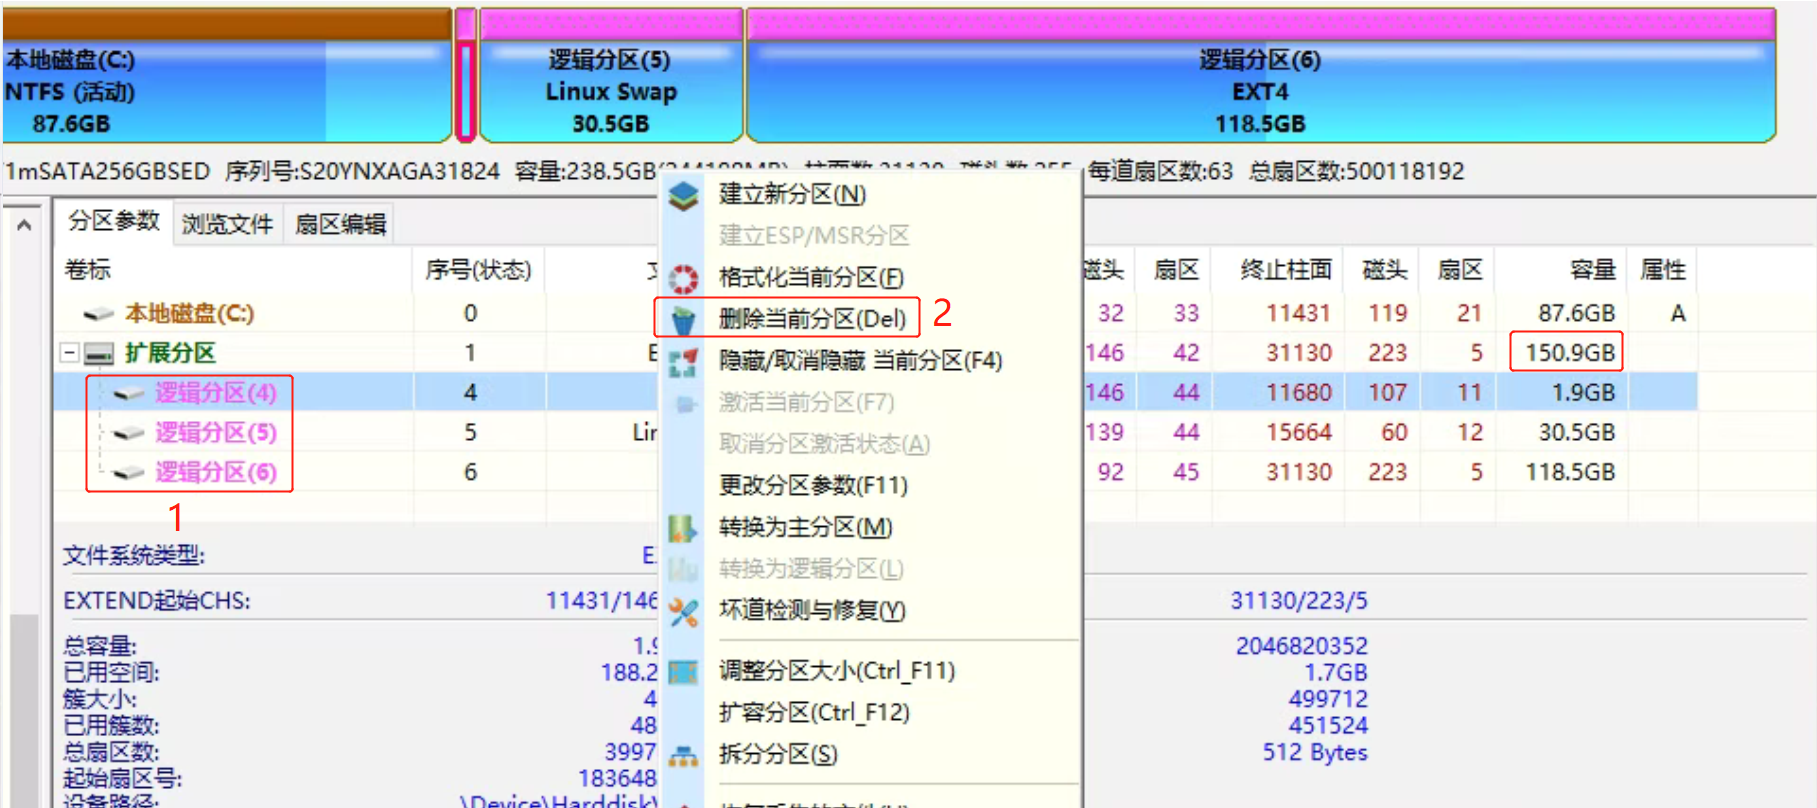 本地磁盘(C:)
NTFS (活动)
87.6GB
逻辑分区(5)
Linux Swap
30.5GB
逻辑分区(6)
EXT4
118.5GB
1mSATA256GBSED 序列号:S20YNXAGA31824 容量:238.5GB(244198MB) 柱面数:31130 磁头数:255 每道扇区数:63 总扇区数:500118192
分区参数 浏览文件 扇区编辑
卷标 序号(状态) 磁头 扇区 终止柱面 磁头 扇区 容量 属性
本地磁盘(C:) 0 32 33 11431 119 21 87.6GB A
扩展分区 1 E 146 42 31130 223 5 150.9GB
逻辑分区(4) 4 146 44 11680 107 11 1.9GB
逻辑分区(5) 5 Lin 139 44 15664 60 12 30.5GB
逻辑分区(6) 6 92 45 31130 223 5 118.5GB
1
建立新分区(N)
建立ESP/MSR分区
格式化当前分区(F)
删除当前分区(Del) 2
隐藏/取消隐藏 当前分区(F4)
激活当前分区(F7)
取消分区激活状态(A)
更改分区参数(F11)
转换为主分区(M)
转换为逻辑分区(L)
坏道检测与修复(Y)
调整分区大小(Ctrl_F11)
扩容分区(Ctrl_F12)
拆分分区(S)
文件系统类型: E
EXTEND起始CHS: 11431/146 31130/223/5
总容量: 1.9 2046820352
已用空间: 188.2 1.7GB
簇大小: 4 499712
已用簇数: 48 451524
总扇区数: 3997 512 Bytes
起始扇区号: 183648
设备路径: \Device\Harddisk\